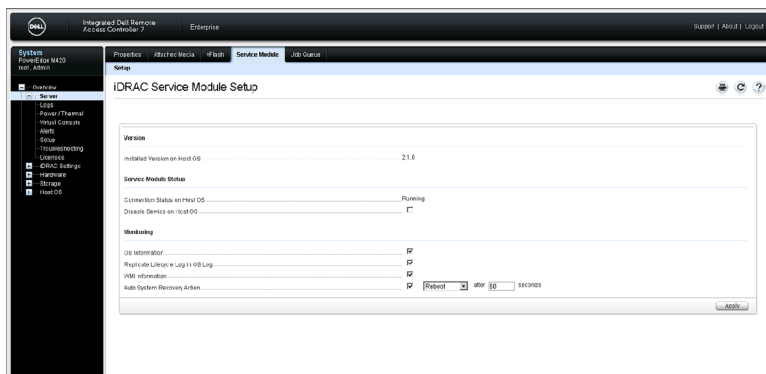 DELL
Integrated Dell Remote
Access Controller 7
Enterprise
Support | About | Logout
System
PowerEdge M420
root , Admin
Overview
Server
Logs
Power / Thermal
Virtual Console
Alerts
Setup
Troubleshooting
Licenses
iDRAC Settings
Hardware
Storage
Host OS
Properties
Attached Media
vFlash
Service Module
Job Queue
Setup
iDRAC Service Module Setup
Version
Installed Version on Host OS
2.1.0
Service Module Status
Connection Status on Host OS
Running
Disable Service on Host OS
Monitoring
OS Information
Replicate Lifecycle Log in OS Log
WMI Information
Auto System Recovery Action
Reboot
after
60
seconds
Apply